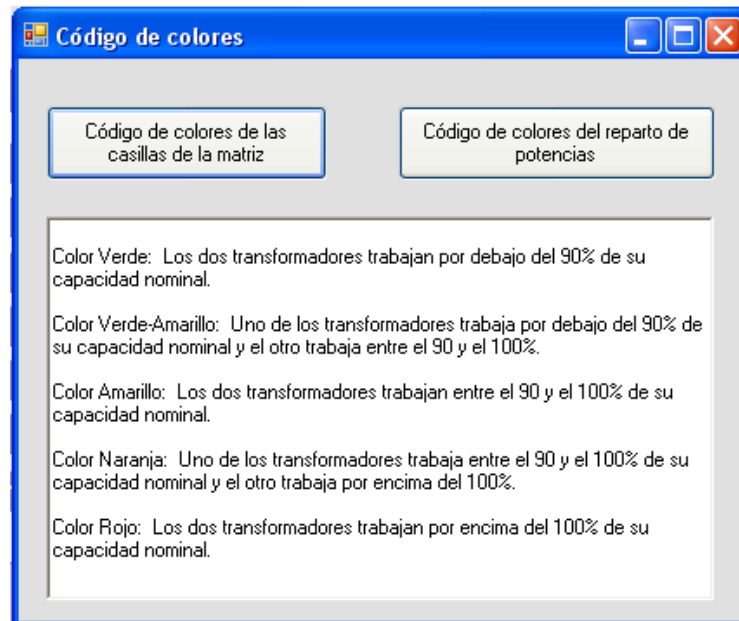 Código de colores
Código de colores de las
casillas de la matriz
Código de colores del reparto de
potencias
Color Verde:  Los dos transformadores trabajan por debajo del 90% de su
capacidad nominal.
Color Verde-Amarillo:  Uno de los transformadores trabaja por debajo del 90% de
su capacidad nominal y el otro trabaja entre el 90 y el 100%.
Color Amarillo:  Los dos transformadores trabajan entre el 90 y el 100% de su
capacidad nominal.
Color Naranja:  Uno de los transformadores trabaja entre el 90 y el 100% de su
capacidad nominal y el otro trabaja por encima del 100%.
Color Rojo:  Los dos transformadores trabajan por encima del 100% de su
capacidad nominal.